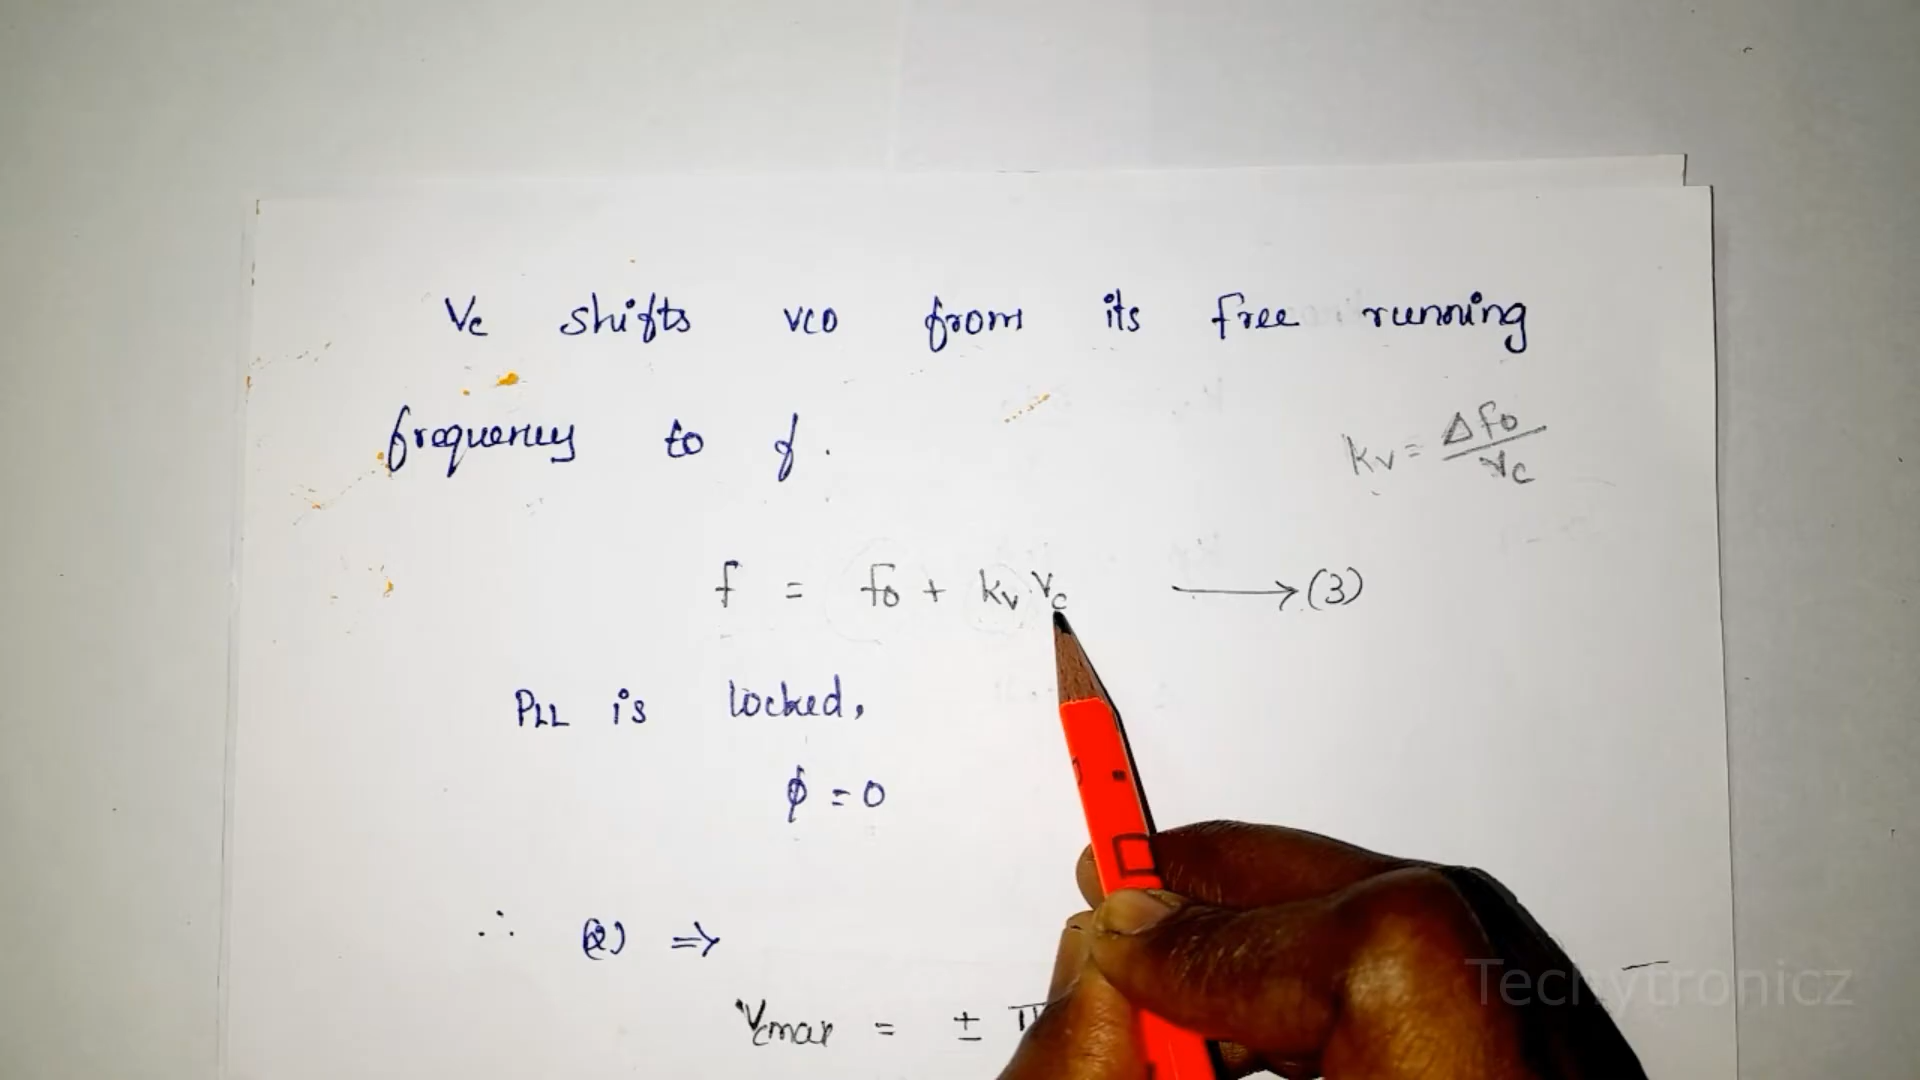 Vc shifts VCO from its free running
frequency to f.
kv = Δfo / vc
f = fo + kv vc ⟶ (3)
PLL is locked,
ϕ = 0
∴ (2) ⇒
Vcmax = ± π
Techytronicz